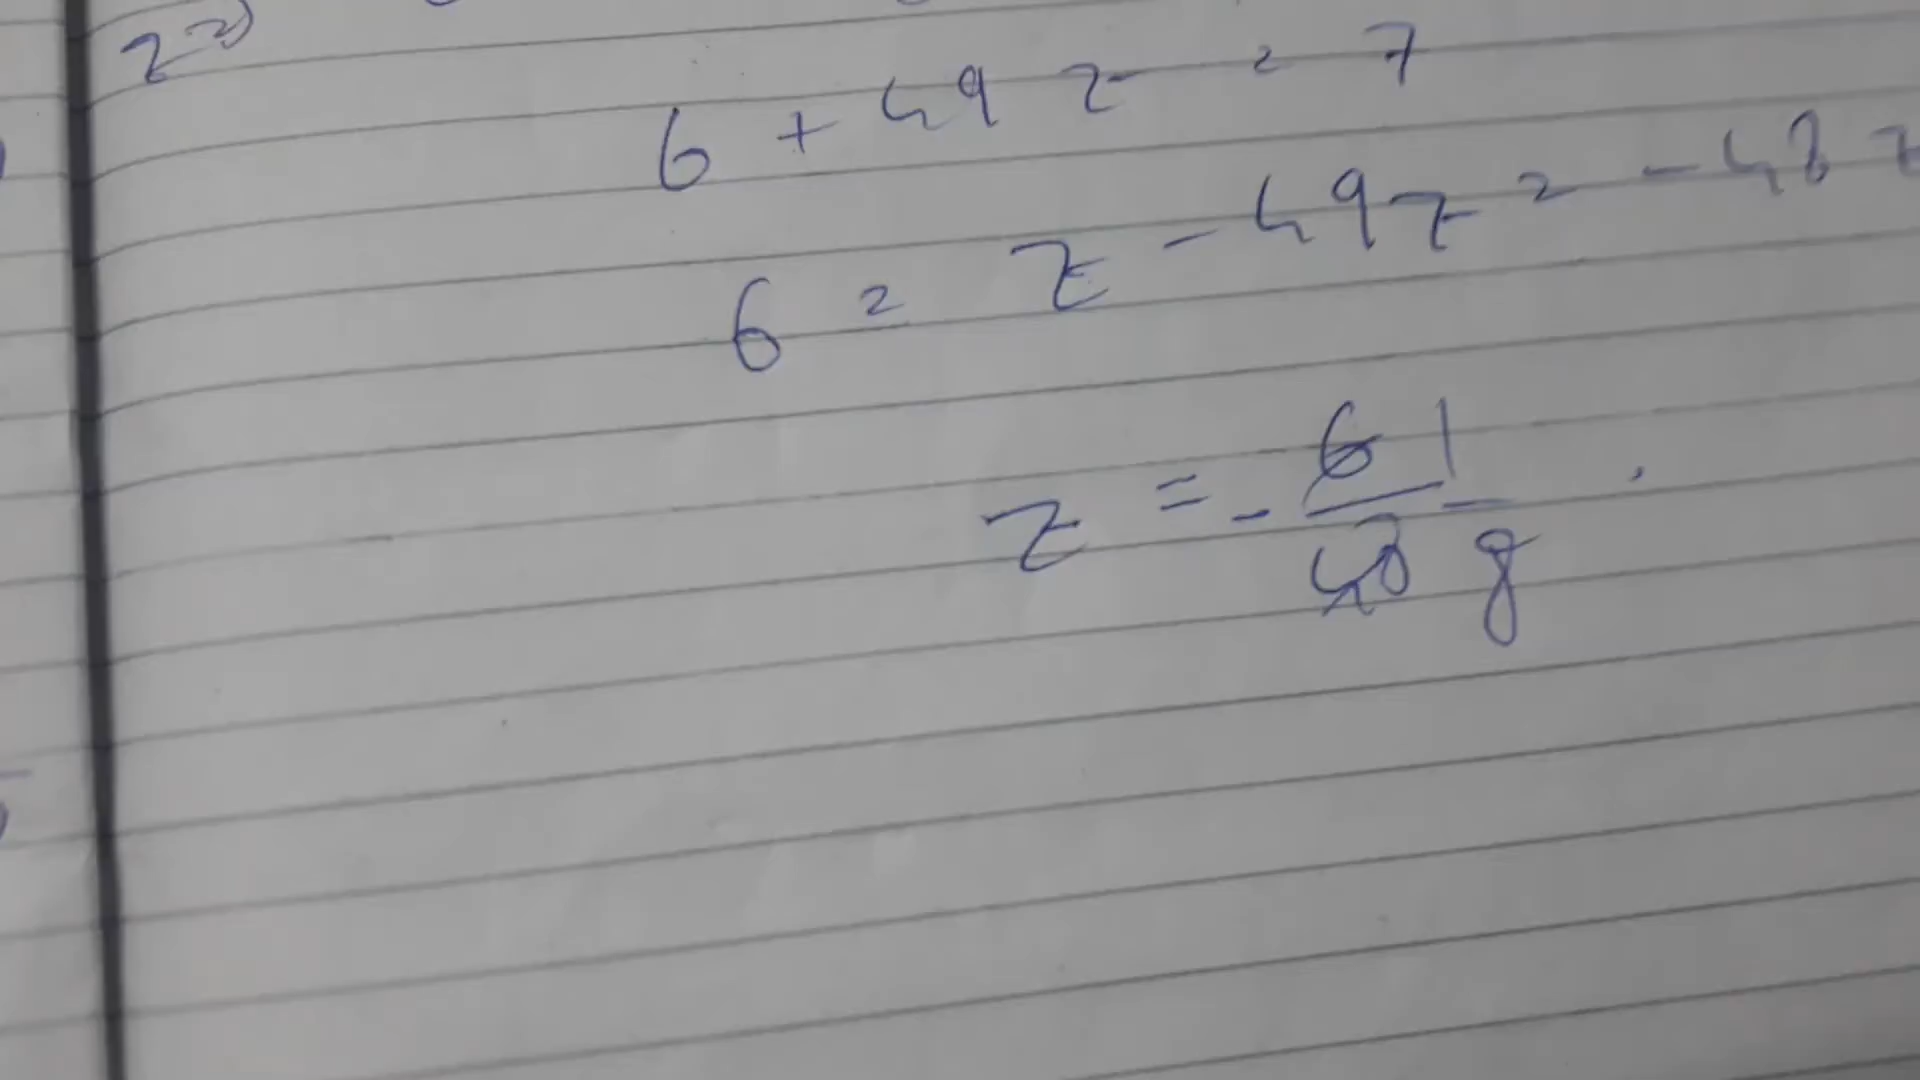 z⇒
6 + 49z = 7
6 = z - 49z = -48z
z = - 6/48 1/8